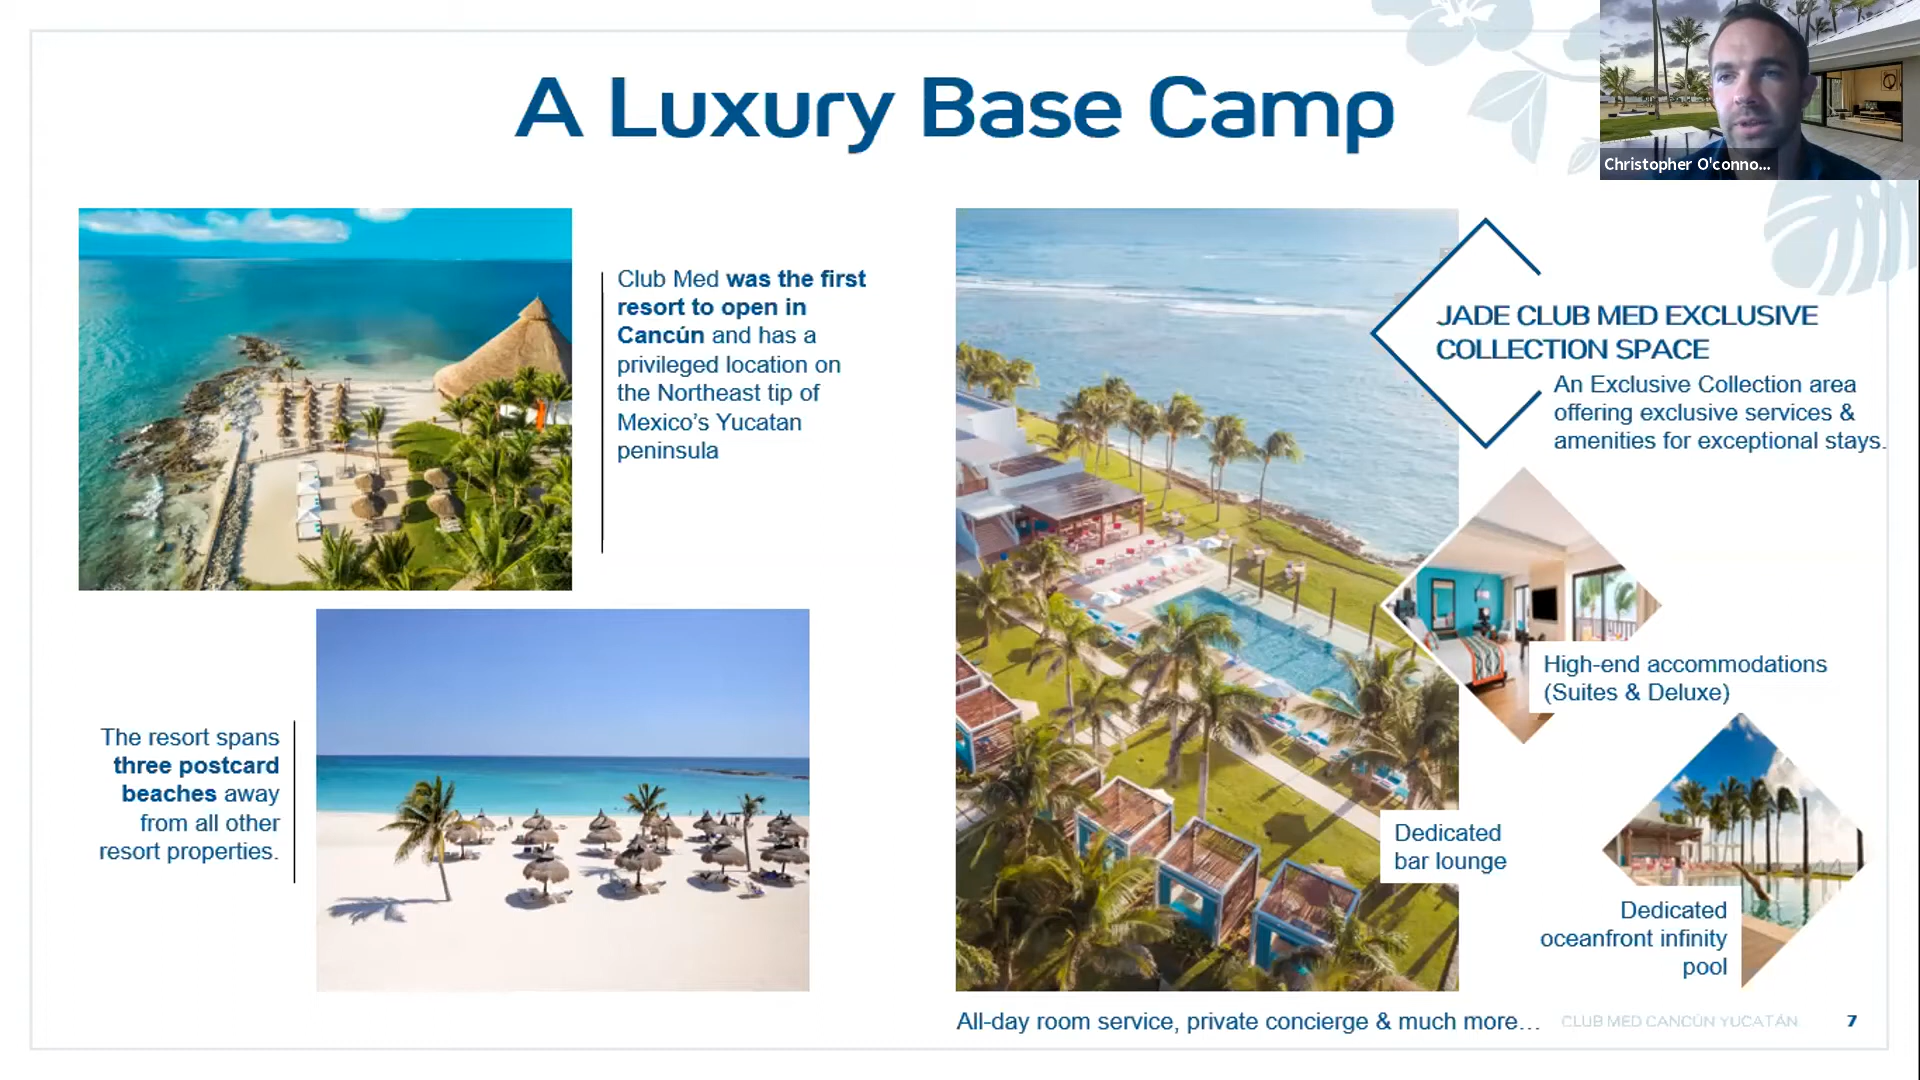 A Luxury Base Camp
Christopher O'conno...
Club Med was the first
resort to open in
Cancún and has a
privileged location on
the Northeast tip of
Mexico's Yucatan
peninsula
The resort spans
three postcard
beaches away
from all other
resort properties.
JADE CLUB MED EXCLUSIVE
COLLECTION SPACE
An Exclusive Collection area
offering exclusive services &
amenities for exceptional stays.
High-end accommodations
(Suites & Deluxe)
Dedicated
bar lounge
Dedicated
oceanfront infinity
pool
All-day room service, private concierge & much more...
CLUB MED CANCÚN YUCATÁN
7